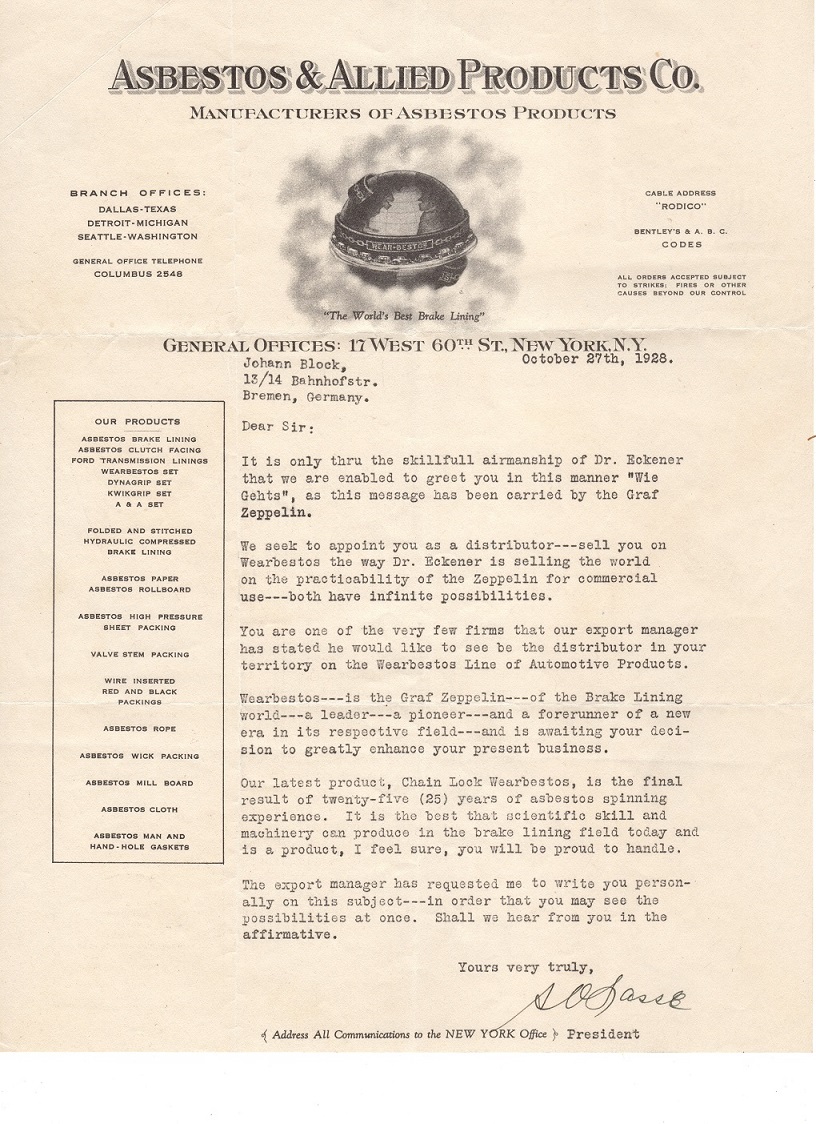 ASBESTOS & ALLIED PRODUCTS CO.
MANUFACTURERS OF ASBESTOS PRODUCTS
BRANCH OFFICES:
DALLAS-TEXAS
DETROIT-MICHIGAN
SEATTLE-WASHINGTON
GENERAL OFFICE TELEPHONE
COLUMBUS 2548
WEAR-BESTOS
"The World's Best Brake Lining"
CABLE ADDRESS
"RODICO"
BENTLEY'S & A. B. C.
CODES
ALL ORDERS ACCEPTED SUBJECT
TO STRIKES; FIRES OR OTHER
CAUSES BEYOND OUR CONTROL
GENERAL OFFICES: 17 WEST 60TH ST., NEW YORK, N.Y.
October 27th, 1928.
Johann Block,
13/14 Bahnhofstr.
Bremen, Germany.
OUR PRODUCTS
ASBESTOS BRAKE LINING
ASBESTOS CLUTCH FACING
FORD TRANSMISSION LININGS
WEARBESTOS SET
DYNAGRIP SET
KWIKGRIP SET
A & A SET
FOLDED AND STITCHED
HYDRAULIC COMPRESSED
BRAKE LINING
ASBESTOS PAPER
ASBESTOS ROLLBOARD
ASBESTOS HIGH PRESSURE
SHEET PACKING
VALVE STEM PACKING
WIRE INSERTED
RED AND BLACK
PACKINGS
ASBESTOS ROPE
ASBESTOS WICK PACKING
ASBESTOS MILL BOARD
ASBESTOS CLOTH
ASBESTOS MAN AND
HAND-HOLE GASKETS
Dear Sir:
It is only thru the skillfull airmanship of Dr. Eckener
that we are enabled to greet you in this manner "Wie
Gehts", as this message has been carried by the Graf
Zeppelin.
We seek to appoint you as a distributor---sell you on
Wearbestos the way Dr. Eckener is selling the world
on the practicability of the Zeppelin for commercial
use---both have infinite possibilities.
You are one of the very few firms that our export manager
has stated he would like to see be the distributor in your
territory on the Wearbestos Line of Automotive Products.
Wearbestos---is the Graf Zeppelin---of the Brake Lining
world---a leader---a pioneer---and a forerunner of a new
era in its respective field---and is awaiting your deci-
sion to greatly enhance your present business.
Our latest product, Chain Lock Wearbestos, is the final
result of twenty-five (25) years of asbestos spinning
experience. It is the best that scientific skill and
machinery can produce in the brake lining field today and
is a product, I feel sure, you will be proud to handle.
The export manager has requested me to write you person-
ally on this subject---in order that you may see the
possibilities at once. Shall we hear from you in the
affirmative.
Yours very truly,
Address All Communications to the NEW YORK Office
President